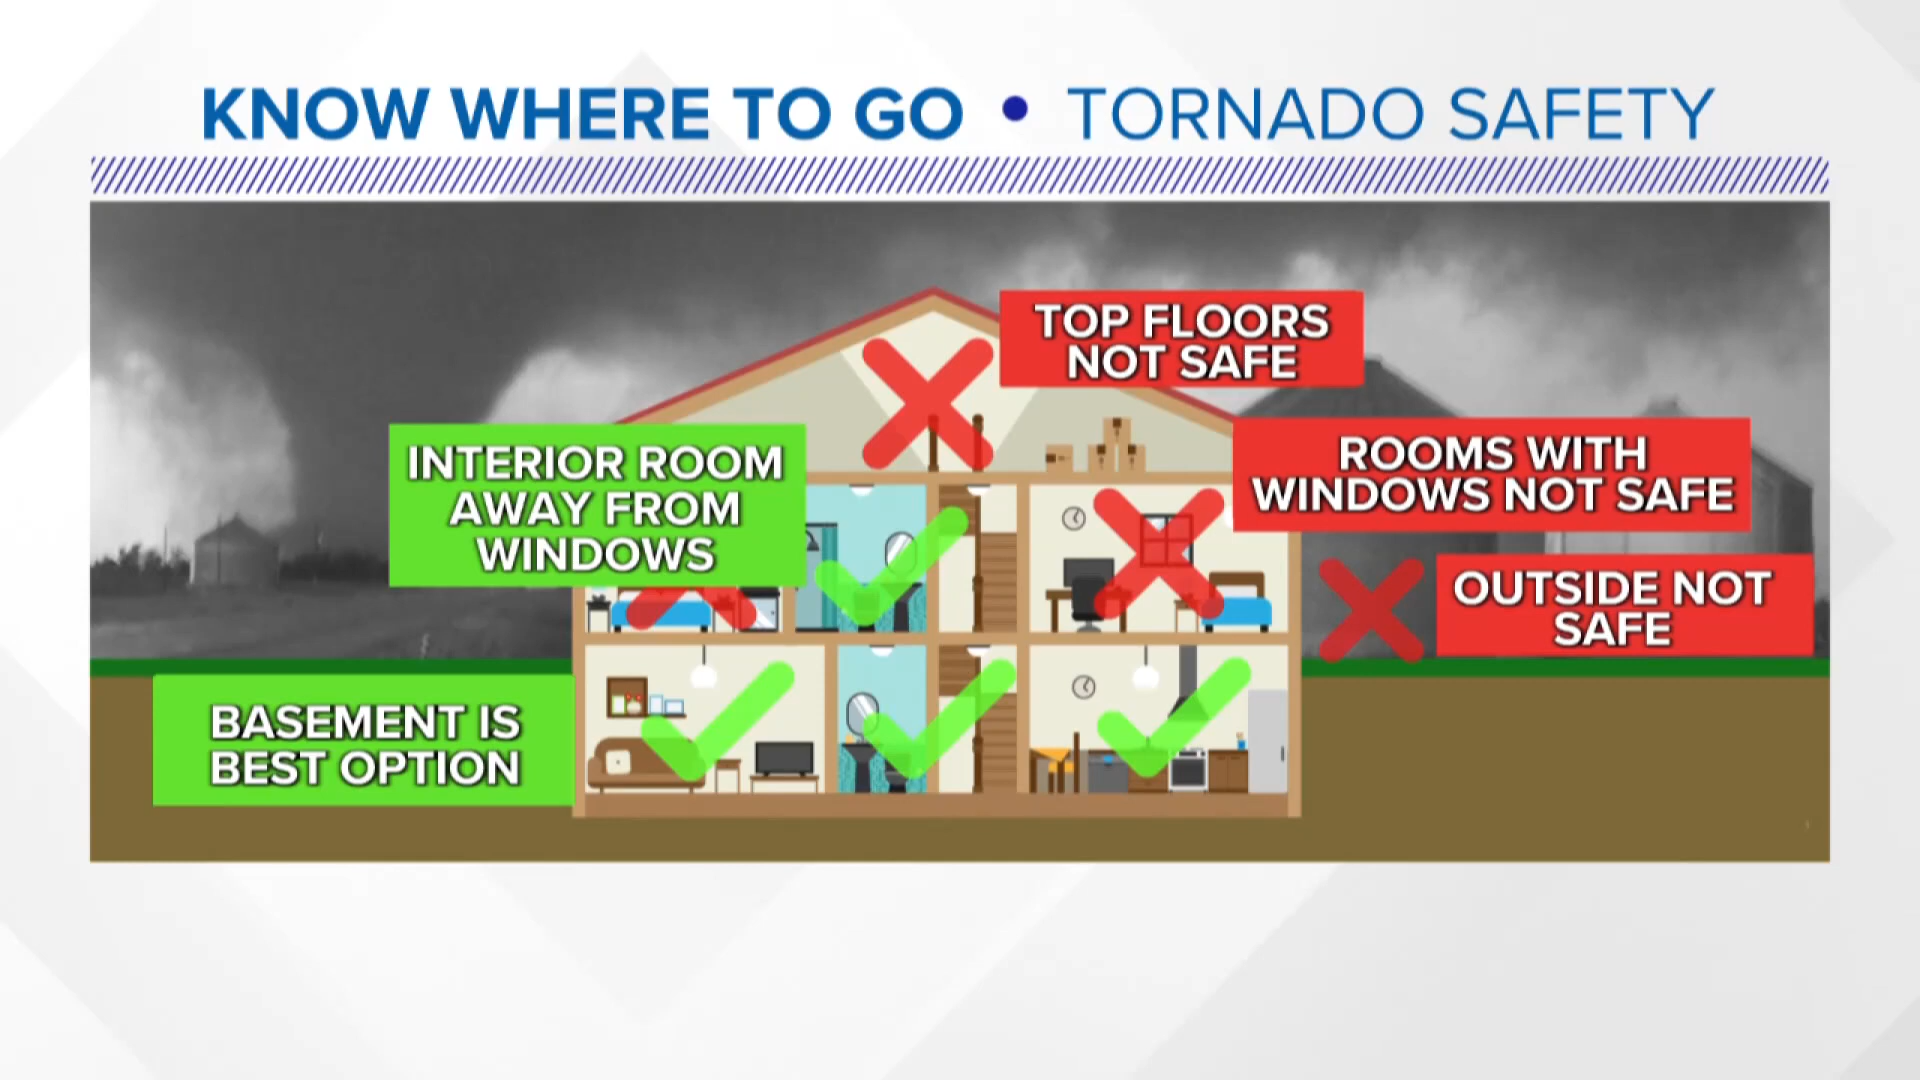 KNOW WHERE TO GO • TORNADO SAFETY
TOP FLOORS
NOT SAFE
INTERIOR ROOM
AWAY FROM
WINDOWS
ROOMS WITH
WINDOWS NOT SAFE
OUTSIDE NOT
SAFE
BASEMENT IS
BEST OPTION